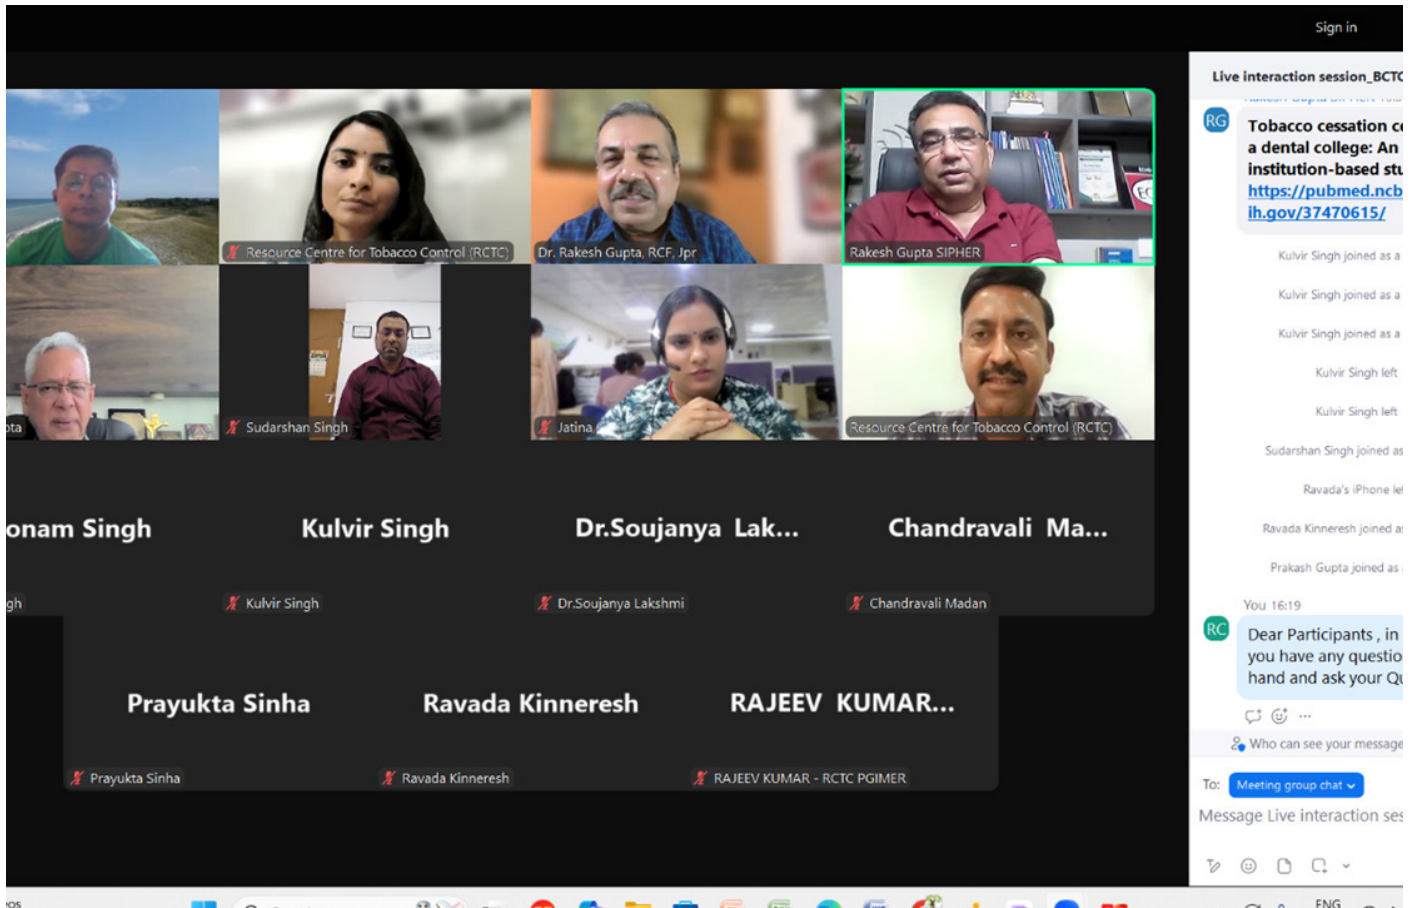 Sign in
Live interaction session_BCTC
RG
Tobacco cessation ce
a dental college: An
institution-based stu
https://pubmed.ncb
ih.gov/37470615/
Resource Centre for Tobacco Control (RCTC)
Dr. Rakesh Gupta, RCF, Jpr
Rakesh Gupta SIPHER
Kulvir Singh joined as a
Kulvir Singh joined as a
Kulvir Singh joined as a
Kulvir Singh left
Kulvir Singh left
pta
Sudarshan Singh
Jatina
Resource Centre for Tobacco Control (RCTC)
Sudarshan Singh joined as
Ravada's iPhone lef
Ravada Kinneresh joined as
Prakash Gupta joined as
onam Singh
Kulvir Singh
Dr.Soujanya Lak...
Chandravali Ma...
gh
Kulvir Singh
Dr.Soujanya Lakshmi
Chandravali Madan
You 16:19
RC
Dear Participants , in
you have any questio
hand and ask your Qu
Prayukta Sinha
Ravada Kinneresh
RAJEEV KUMAR...
Prayukta Sinha
Ravada Kinneresh
RAJEEV KUMAR - RCTC PGIMER
Who can see your message
To:
Meeting group chat
Message Live interaction ses
ENG